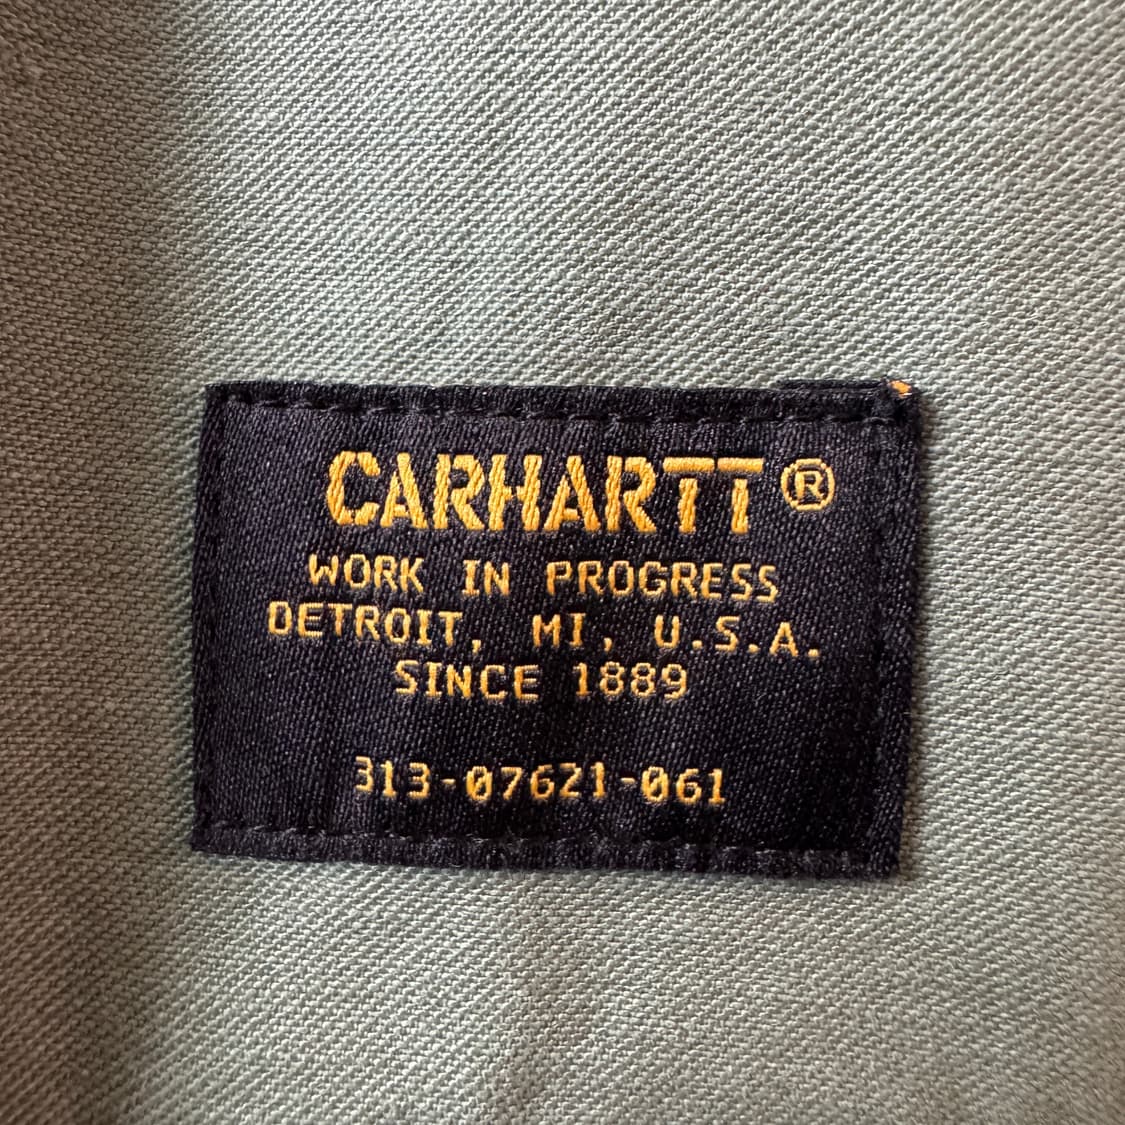 CARHARTT®
WORK IN PROGRESS
DETROIT, MI, U.S.A.
SINCE 1889
313-07621-061